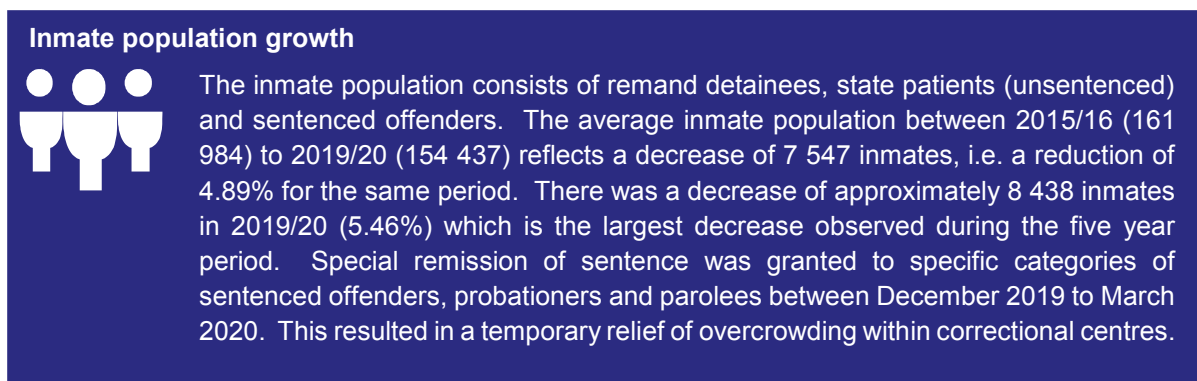 Inmate population growth
The inmate population consists of remand detainees, state patients (unsentenced)
and sentenced offenders. The average inmate population between 2015/16 (161
984) to 2019/20 (154 437) reflects a decrease of 7 547 inmates, i.e. a reduction of
4.89% for the same period. There was a decrease of approximately 8 438 inmates
in 2019/20 (5.46%) which is the largest decrease observed during the five year
period. Special remission of sentence was granted to specific categories of
sentenced offenders, probationers and parolees between December 2019 to March
2020. This resulted in a temporary relief of overcrowding within correctional centres.